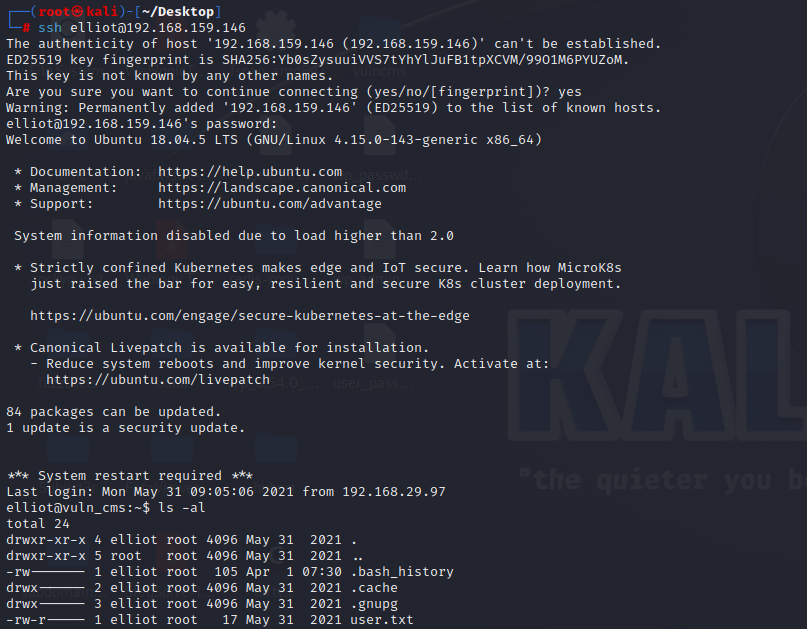 ┌──(root㉿kali)-[~/Desktop]
└─# ssh elliot@192.168.159.146
The authenticity of host '192.168.159.146 (192.168.159.146)' can't be established.
ED25519 key fingerprint is SHA256:Yb0sZysuuiVVS7tYhYlJuFB1tpXCVM/99O1M6PYUZoM.
This key is not known by any other names.
Are you sure you want to continue connecting (yes/no/[fingerprint])? yes
Warning: Permanently added '192.168.159.146' (ED25519) to the list of known hosts.
elliot@192.168.159.146's password:
Welcome to Ubuntu 18.04.5 LTS (GNU/Linux 4.15.0-143-generic x86_64)

 * Documentation:  https://help.ubuntu.com
 * Management:     https://landscape.canonical.com
 * Support:        https://ubuntu.com/advantage

 System information disabled due to load higher than 2.0

 * Strictly confined Kubernetes makes edge and IoT secure. Learn how MicroK8s
   just raised the bar for easy, resilient and secure K8s cluster deployment.

   https://ubuntu.com/engage/secure-kubernetes-at-the-edge

 * Canonical Livepatch is available for installation.
   - Reduce system reboots and improve kernel security. Activate at:
     https://ubuntu.com/livepatch

84 packages can be updated.
1 update is a security update.

*** System restart required ***
Last login: Mon May 31 09:05:06 2021 from 192.168.29.97
elliot@vuln_cms:~$ ls -al
total 24
drwxr-xr-x 4 elliot root 4096 May 31  2021 .
drwxr-xr-x 5 root   root 4096 May 31  2021 ..
-rw------- 1 elliot root  105 Apr  1 07:30 .bash_history
drwx------ 2 elliot root 4096 May 31  2021 .cache
drwx------ 3 elliot root 4096 May 31  2021 .gnupg
-rw-r----- 1 elliot root   17 May 31  2021 user.txt
KAL
"the quieter you b